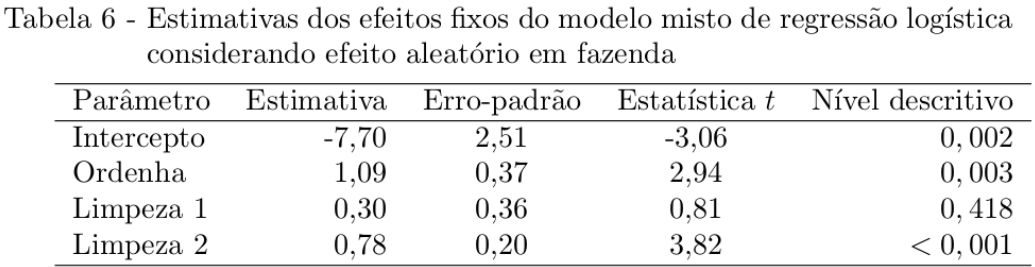 Tabela 6 - Estimativas dos efeitos fixos do modelo misto de regressão logística
considerando efeito aleatório em fazenda
Parâmetro Estimativa Erro-padrão Estatística t Nível descritivo
Intercepto -7,70 2,51 -3,06 0,002
Ordenha 1,09 0,37 2,94 0,003
Limpeza 1 0,30 0,36 0,81 0,418
Limpeza 2 0,78 0,20 3,82 < 0,001